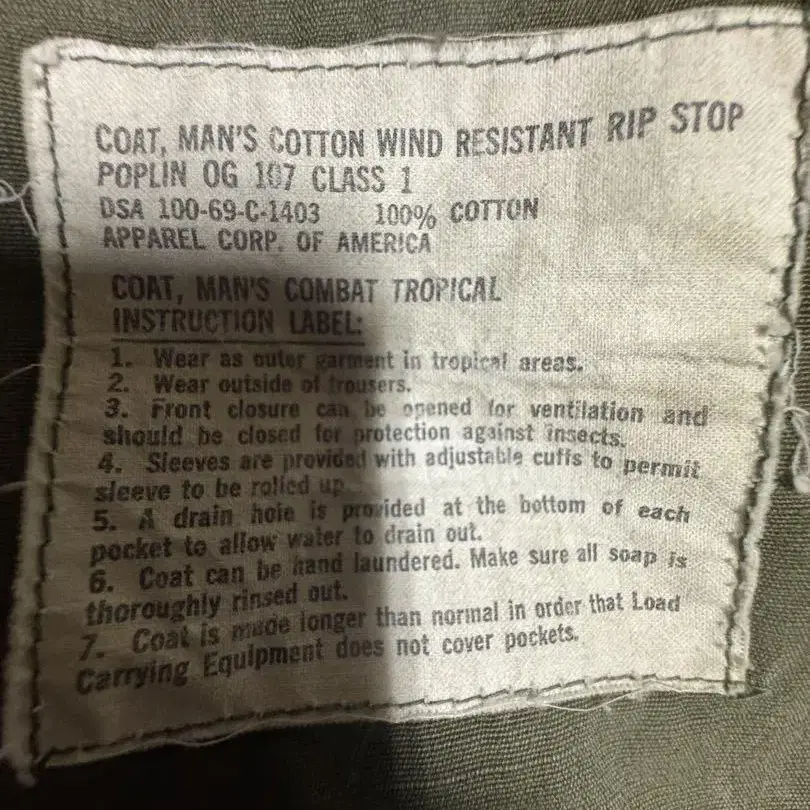 COAT, MAN'S COTTON WIND RESISTANT RIP STOP
POPLIN OG 107 CLASS 1
DSA 100-69-C-1403 100% COTTON
APPAREL CORP. OF AMERICA
COAT, MAN'S COMBAT TROPICAL
INSTRUCTION LABEL:
1. Wear as outer garment in tropical areas.
2. Wear outside of trousers.
3. Front closure can be opened for ventilation and
should be closed for protection against insects.
4. Sleeves are provided with adjustable cuffs to permit
sleeve to be rolled up
5. A drain hole is provided at the bottom of each
pocket to allow water to drain out.
6. Coat can be hand laundered. Make sure all soap is
thoroughly rinsed out.
7. Coat is made longer than normal in order that Load
Carrying Equipment does not cover pockets.